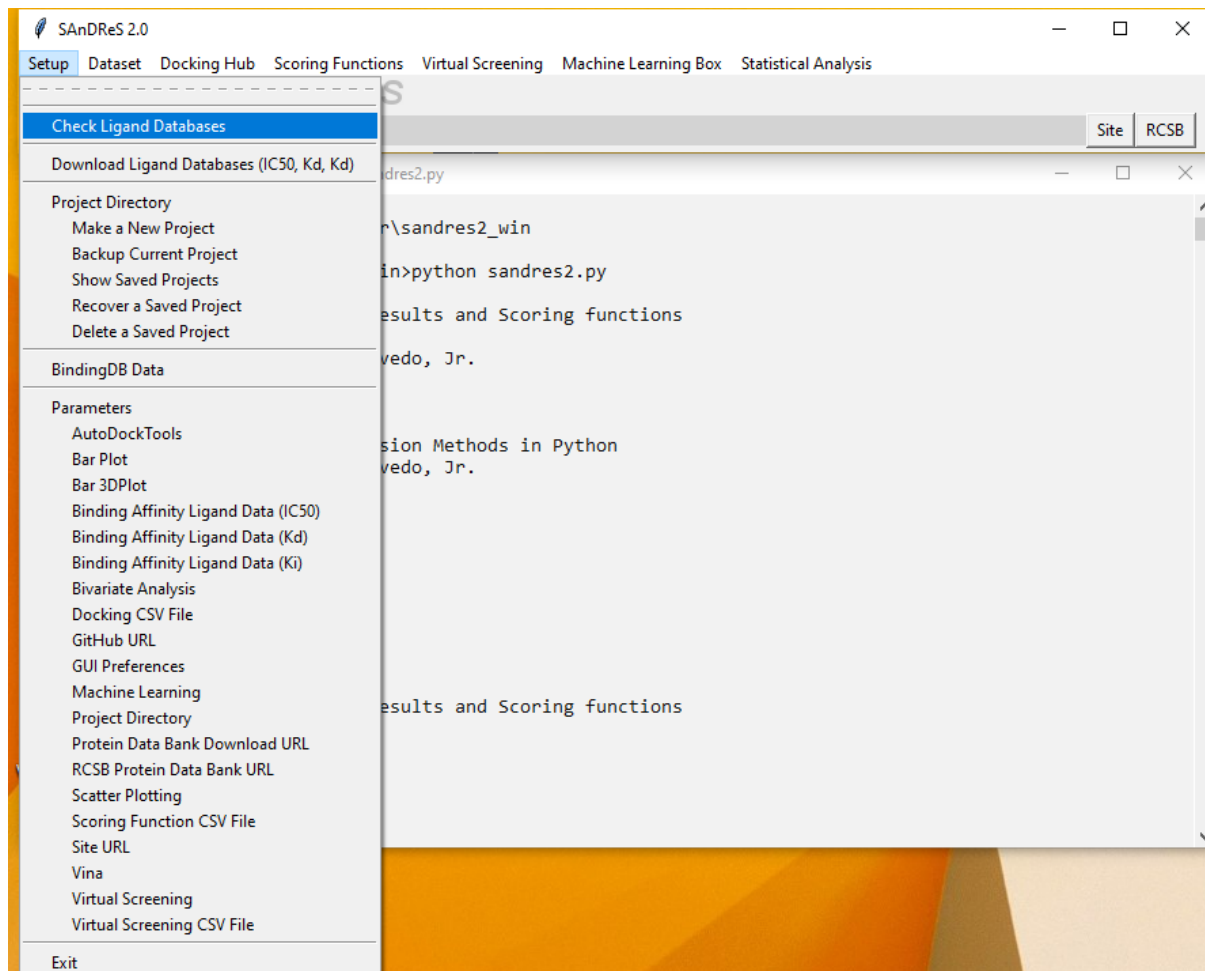 SAnDReS 2.0
Setup Dataset Docking Hub Scoring Functions Virtual Screening Machine Learning Box Statistical Analysis
S
Check Ligand Databases
Site RCSB
Download Ligand Databases (IC50, Kd, Kd)
dres2.py
Project Directory
Make a New Project
r\sandres2_win
Backup Current Project
in>python sandres2.py
Show Saved Projects
Recover a Saved Project
esults and Scoring functions
Delete a Saved Project
vedo, Jr.
BindingDB Data
Parameters
AutoDockTools
sion Methods in Python
Bar Plot
vedo, Jr.
Bar 3DPlot
Binding Affinity Ligand Data (IC50)
Binding Affinity Ligand Data (Kd)
Binding Affinity Ligand Data (Ki)
Bivariate Analysis
Docking CSV File
GitHub URL
GUI Preferences
Machine Learning
esults and Scoring functions
Project Directory
Protein Data Bank Download URL
RCSB Protein Data Bank URL
Scatter Plotting
Scoring Function CSV File
Site URL
Vina
Virtual Screening
Virtual Screening CSV File
Exit